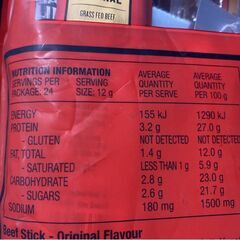 GRASS FED BEEF
NUTRITION INFORMATION
SERVINGS PER PACKAGE: 24 SERVING SIZE: 12 g
AVERAGE QUANTITY PER SERVE
AVERAGE QUANTITY PER 100 g
ENERGY 155 kJ 1290 kJ
PROTEIN 3.2 g 27.0 g
- GLUTEN NOT DETECTED NOT DETECTED
FAT, TOTAL 1.4 g 12.0 g
- SATURATED LESS THAN 1 g 5.9 g
CARBOHYDRATE 2.8 g 23.0 g
- SUGARS 2.6 g 21.7 g
SODIUM 180 mg 1500 mg
Beef Stick - Original Flavour